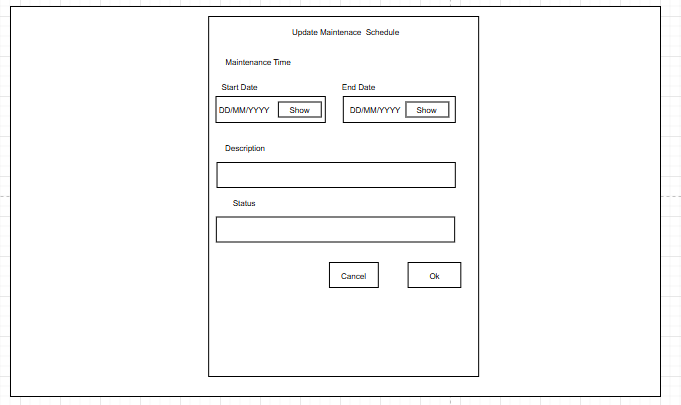 Update Maintenace Schedule
Maintenance Time
Start Date End Date
DD/MM/YYYY Show DD/MM/YYYY Show
Description
Status
Cancel Ok